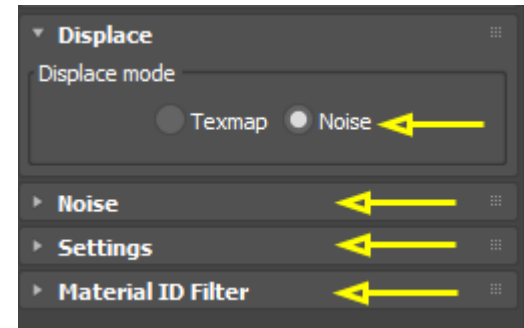 Displace
Displace mode
Texmap Noise
Noise
Settings
Material ID Filter